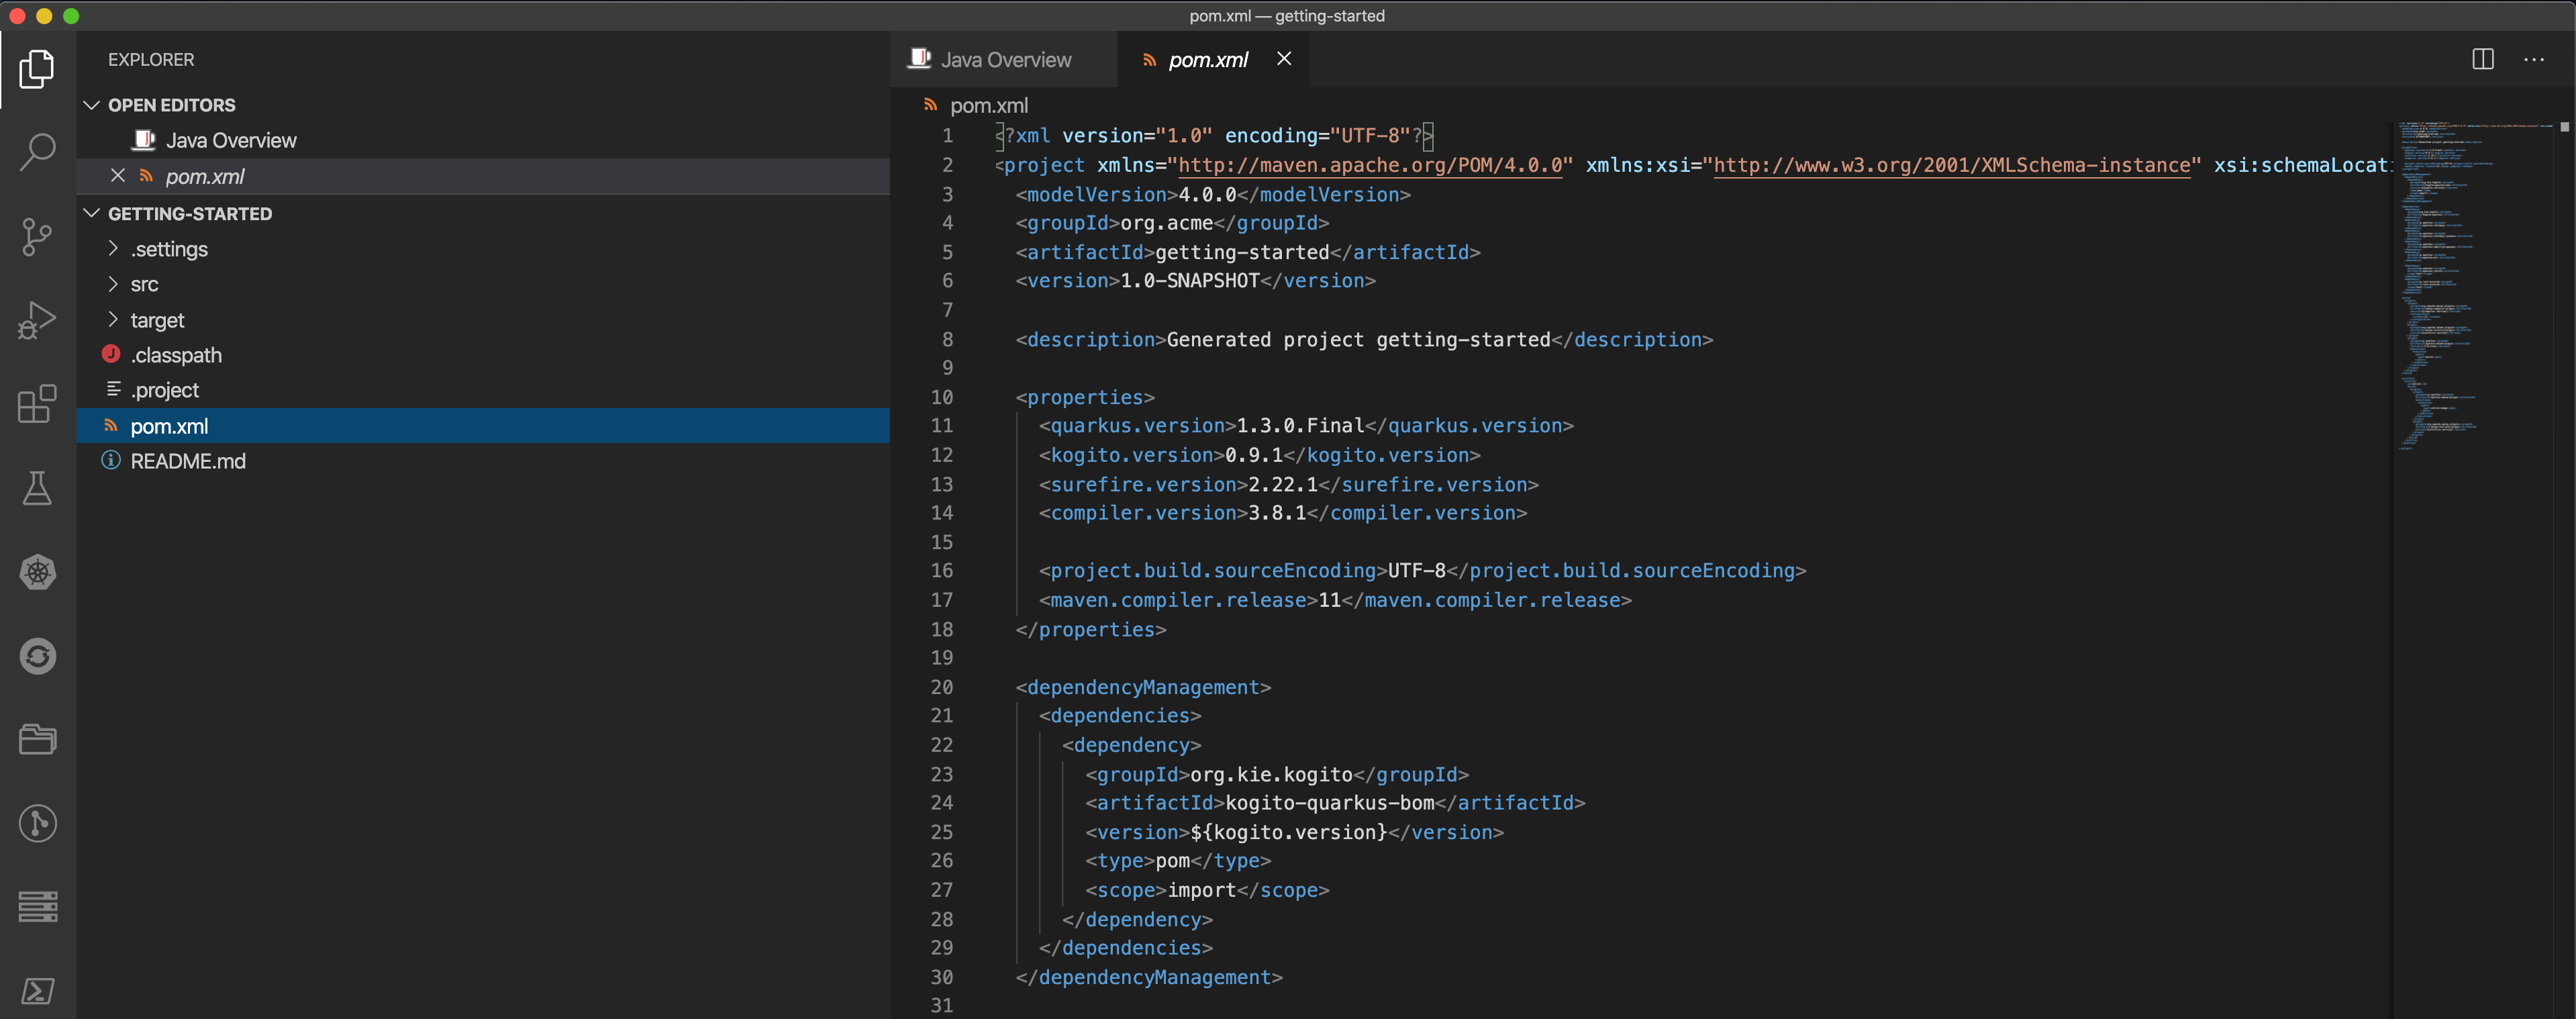 pom.xml — getting-started
EXPLORER
OPEN EDITORS
Java Overview
pom.xml
GETTING-STARTED
.settings
src
target
.classpath
.project
pom.xml
README.md
Java Overview
pom.xml
pom.xml
1 <?xml version="1.0" encoding="UTF-8"?>
2 <project xmlns="http://maven.apache.org/POM/4.0.0" xmlns:xsi="http://www.w3.org/2001/XMLSchema-instance" xsi:schemaLocati
3 <modelVersion>4.0.0</modelVersion>
4 <groupId>org.acme</groupId>
5 <artifactId>getting-started</artifactId>
6 <version>1.0-SNAPSHOT</version>
7
8 <description>Generated project getting-started</description>
9
10 <properties>
11 <quarkus.version>1.3.0.Final</quarkus.version>
12 <kogito.version>0.9.1</kogito.version>
13 <surefire.version>2.22.1</surefire.version>
14 <compiler.version>3.8.1</compiler.version>
15
16 <project.build.sourceEncoding>UTF-8</project.build.sourceEncoding>
17 <maven.compiler.release>11</maven.compiler.release>
18 </properties>
19
20 <dependencyManagement>
21 <dependencies>
22 <dependency>
23 <groupId>org.kie.kogito</groupId>
24 <artifactId>kogito-quarkus-bom</artifactId>
25 <version>${kogito.version}</version>
26 <type>pom</type>
27 <scope>import</scope>
28 </dependency>
29 </dependencies>
30 </dependencyManagement>
31